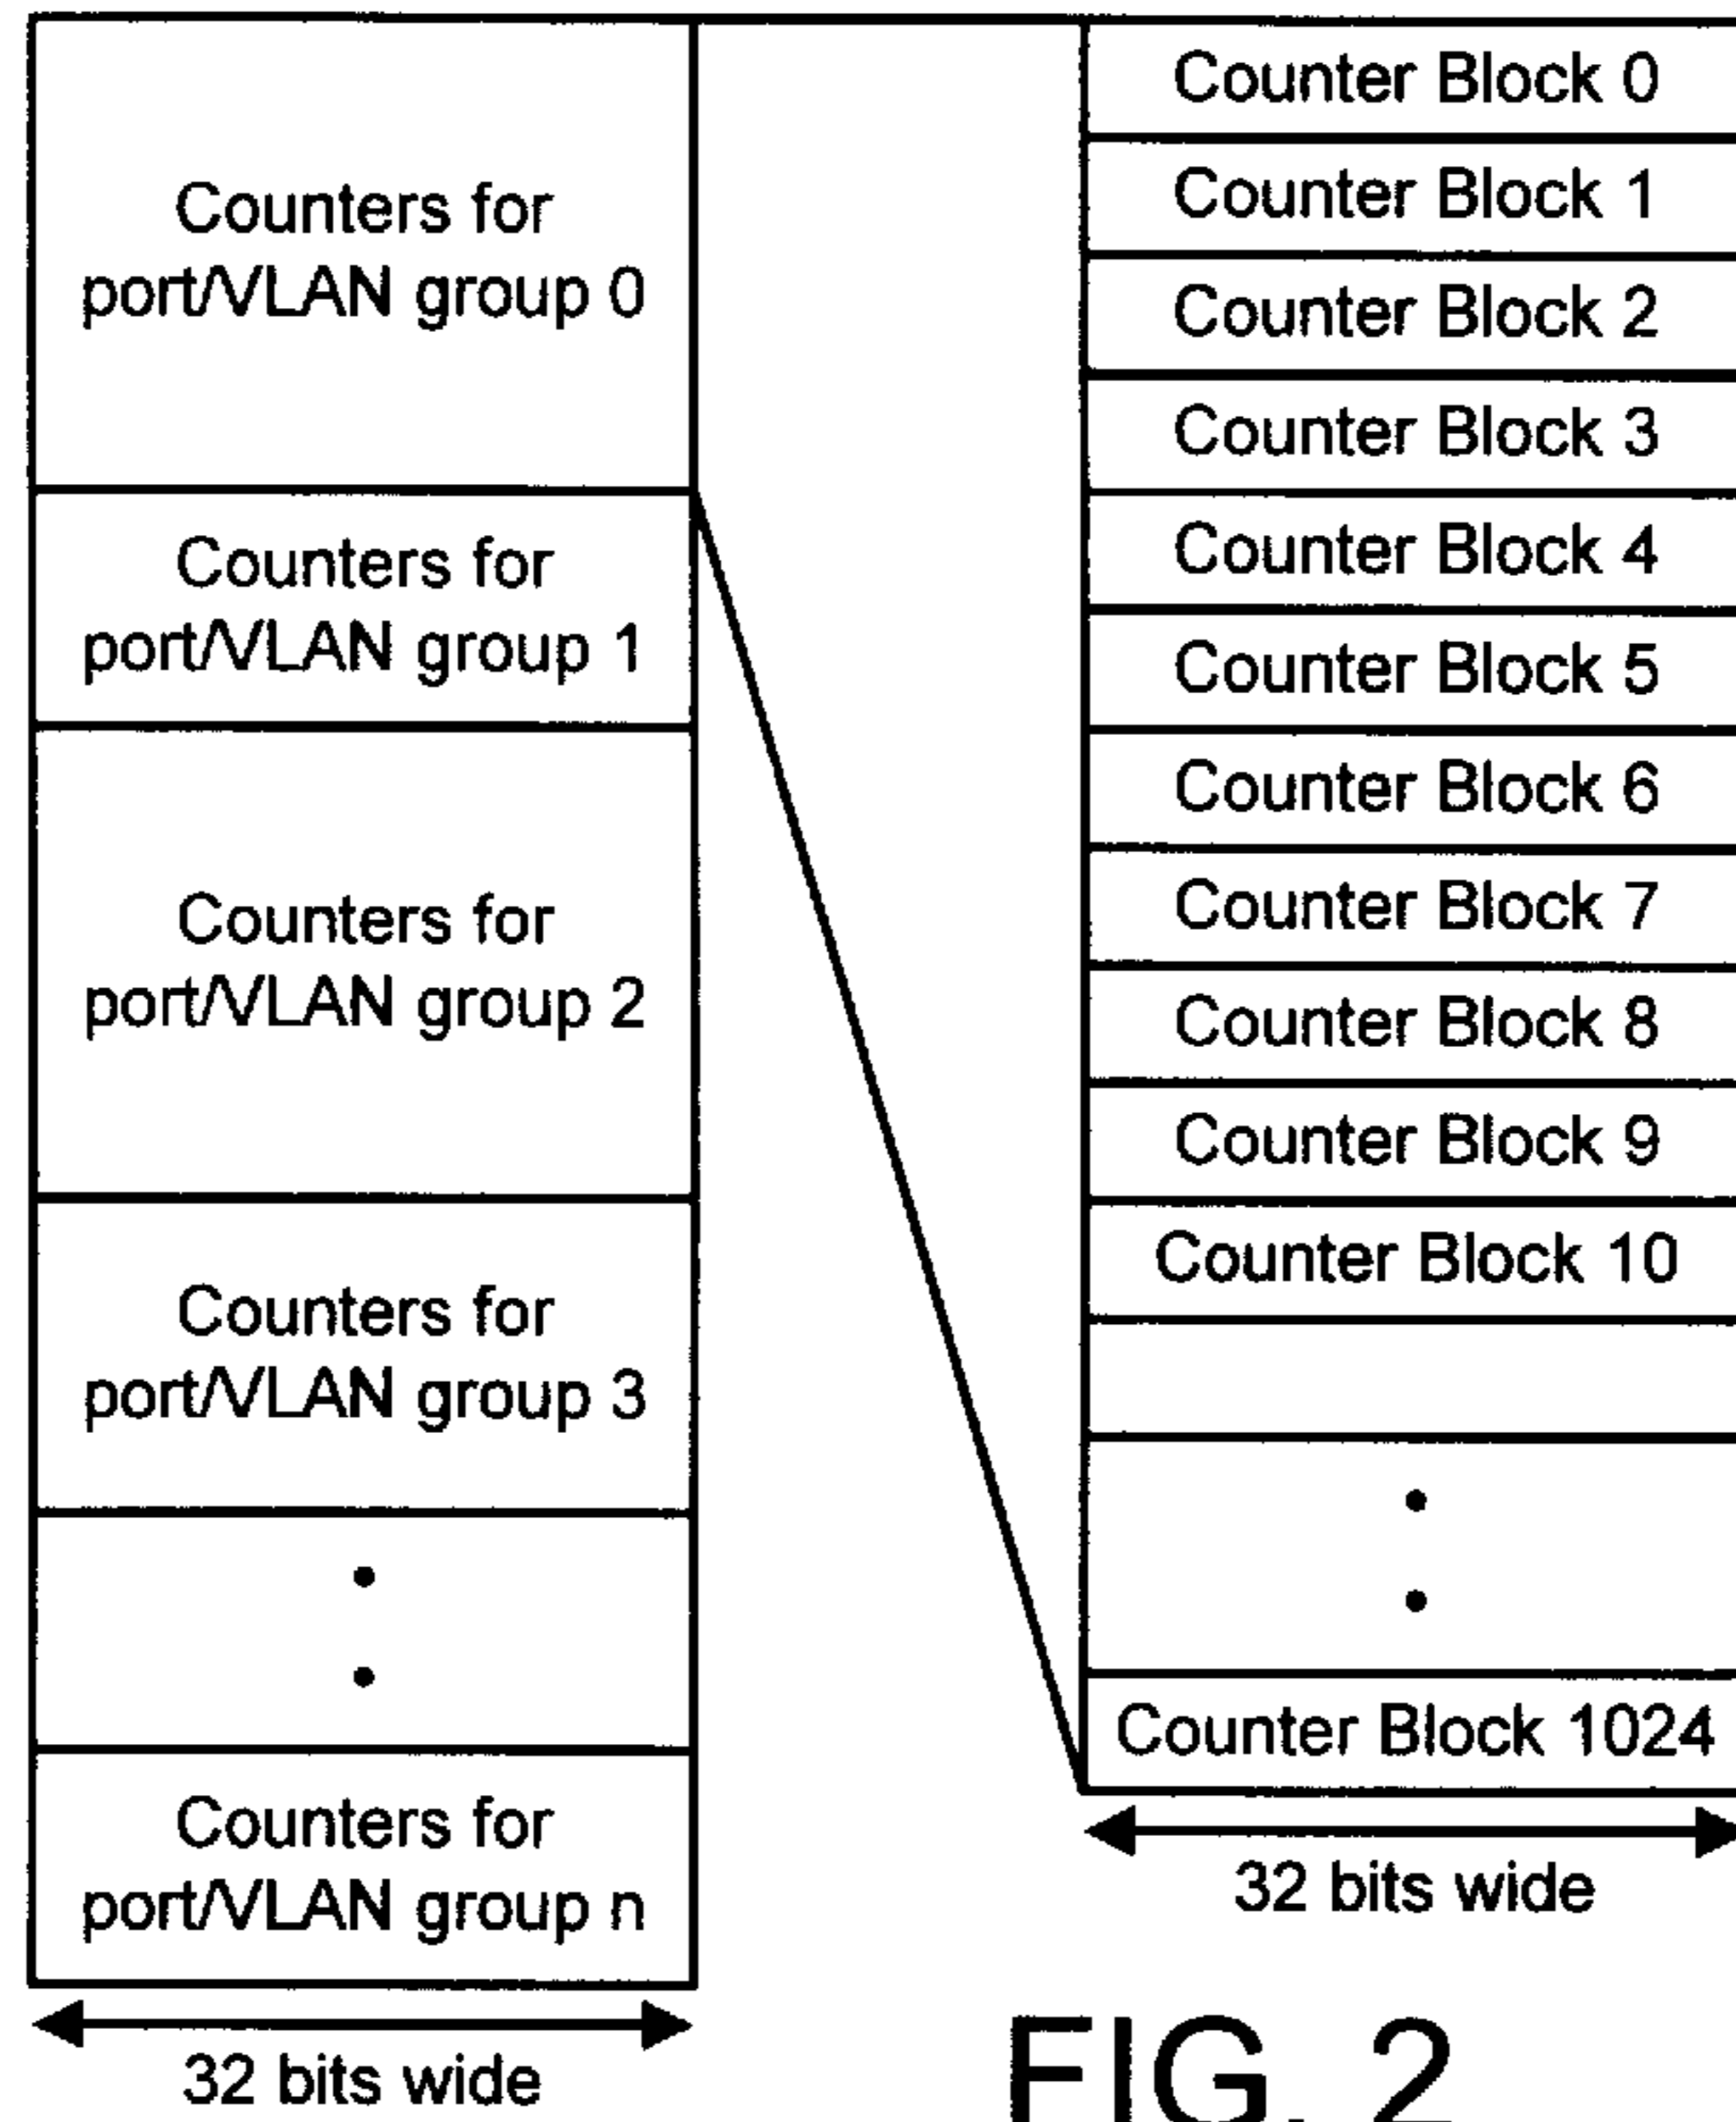 Counters for
port/VLAN group 0
Counters for
port/VLAN group 1
Counters for
port/VLAN group 2
Counters for
port/VLAN group 3
Counters for
port/VLAN group n
32 bits wide
Counter Block 0
Counter Block 1
Counter Block 2
Counter Block 3
Counter Block 4
Counter Block 5
Counter Block 6
Counter Block 7
Counter Block 8
Counter Block 9
Counter Block 10
Counter Block 1024
32 bits wide
FIG. 2